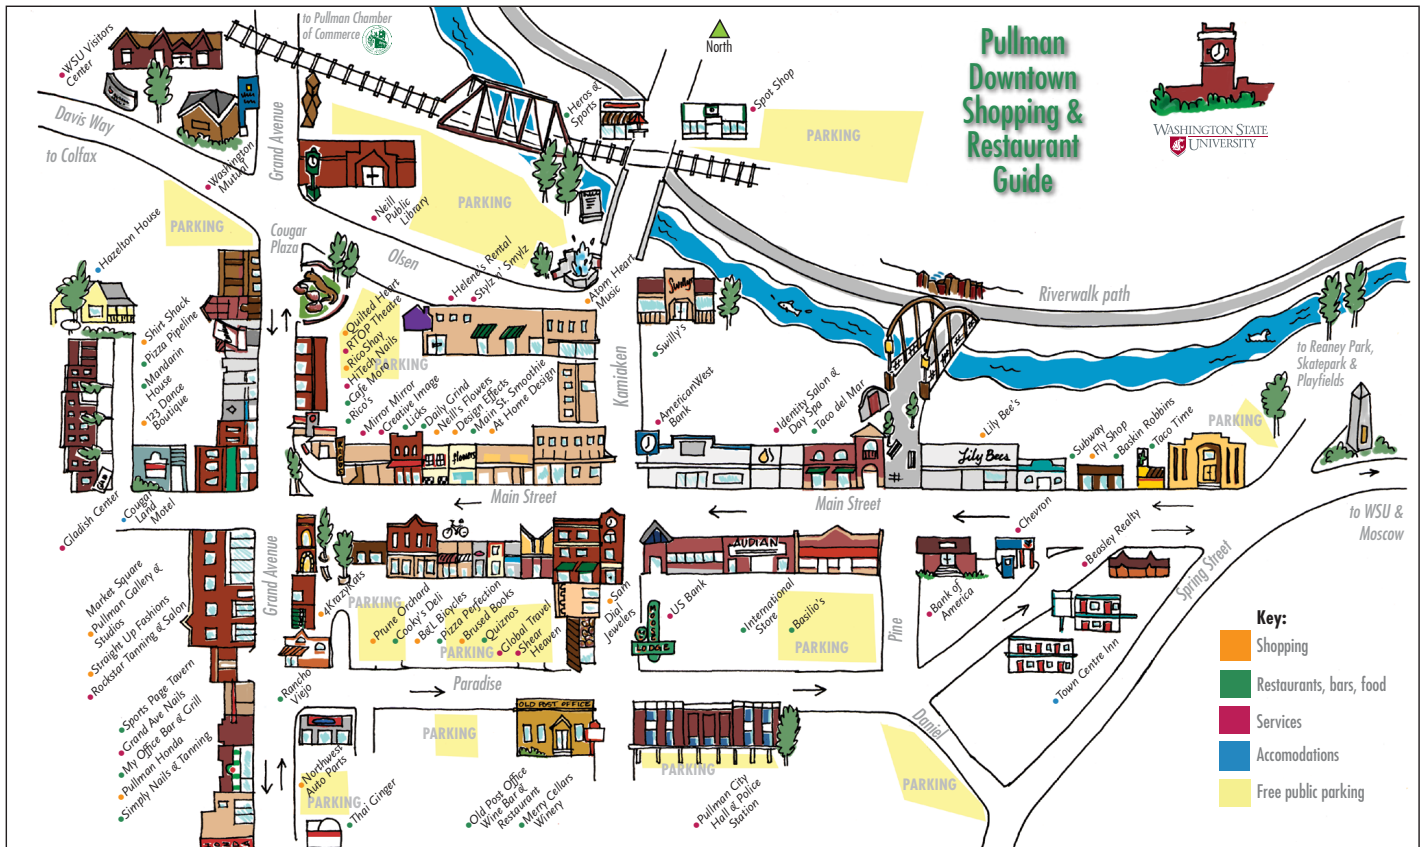 to Pullman Chamber
of Commerce
North
Pullman
Downtown
Shopping &
Restaurant
Guide
WASHINGTON STATE
UNIVERSITY
WSU Visitors
Center
Davis Way
to Colfax
Grand Avenue
Washington
Mutual
Heros &
Sports
Spot Shop
PARKING
Neill
Public
Library
PARKING
PARKING
Hazelton House
Cougar
Plaza
Olsen
Helene's Rental
Stylz n' Smylz
Atom Heart
Music
Swilly's
Swilly's
Riverwalk path
to Reaney Park,
Skatepark &
Playfields
Shirt Shack
Pizza Pipeline
Mandarin
House
123 Dance
Boutique
Quilted Heart
RTOP Theatre
Rico Shay
H-Tech Nails
Cafe Moro
Rico's
PARKING
Mirror Mirror
Creative Image
Licks
Daily Grind
Neill's Flowers
Design Effects
Main St. Smoothie
At Home Design
Kamiaken
AmericanWest
Bank
Identity Salon &
Day Spa
Taco del Mar
Lily Bee's
Subway
Fly Shop
Baskin Robbins
Taco Time
PARKING
flowers
Lily Bees
Gladish Center
Cougar
Land
Motel
Main Street
Main Street
to WSU &
Moscow
Chevron
Beasley Realty
Spring Street
Grand Avenue
AUDIAN
Market Square
Pullman Gallery &
Studios
Straight Up Fashions
Rockstar Tanning & Salon
4KrazyKats
PARKING
Prune Orchard
Cooky's Deli
B&L Bicycles
Pizza Perfection
Brused Books
Quiznos
Global Travel
Shear
Heaven
PARKING
Sam
Dial
Jewelers
MOOSE
LODGE
US Bank
International
Store
Basilio's
PARKING
Pine
Bank of
America
Town Centre Inn
Key:
Shopping
Restaurants, bars, food
Services
Accomodations
Free public parking
Sports Page Tavern
Grand Ave Nails
My Office Bar & Grill
Pullman Honda
Simply Nails & Tanning
Rancho
Viejo
Paradise
Daniel
OLD POST OFFICE
PARKING
Northwest
Auto Parts
PARKING
Thai Ginger
Old Post Office
Wine Bar &
Restaurant
Merry Cellars
Winery
PARKING
Pullman City
Hall & Police
Station
PARKING